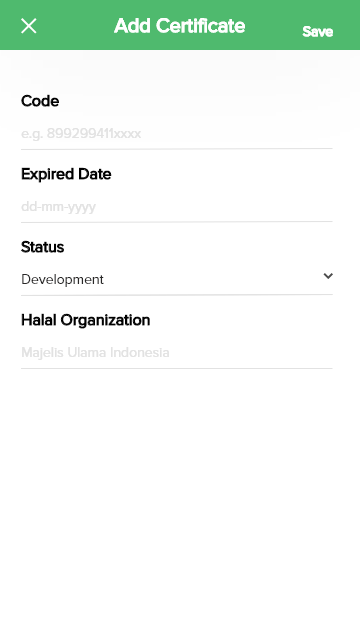 Add Certificate
Save
Code
e.g. 899299411xxxx
Expired Date
dd-mm-yyyy
Status
Development
Halal Organization
Majelis Ulama Indonesia